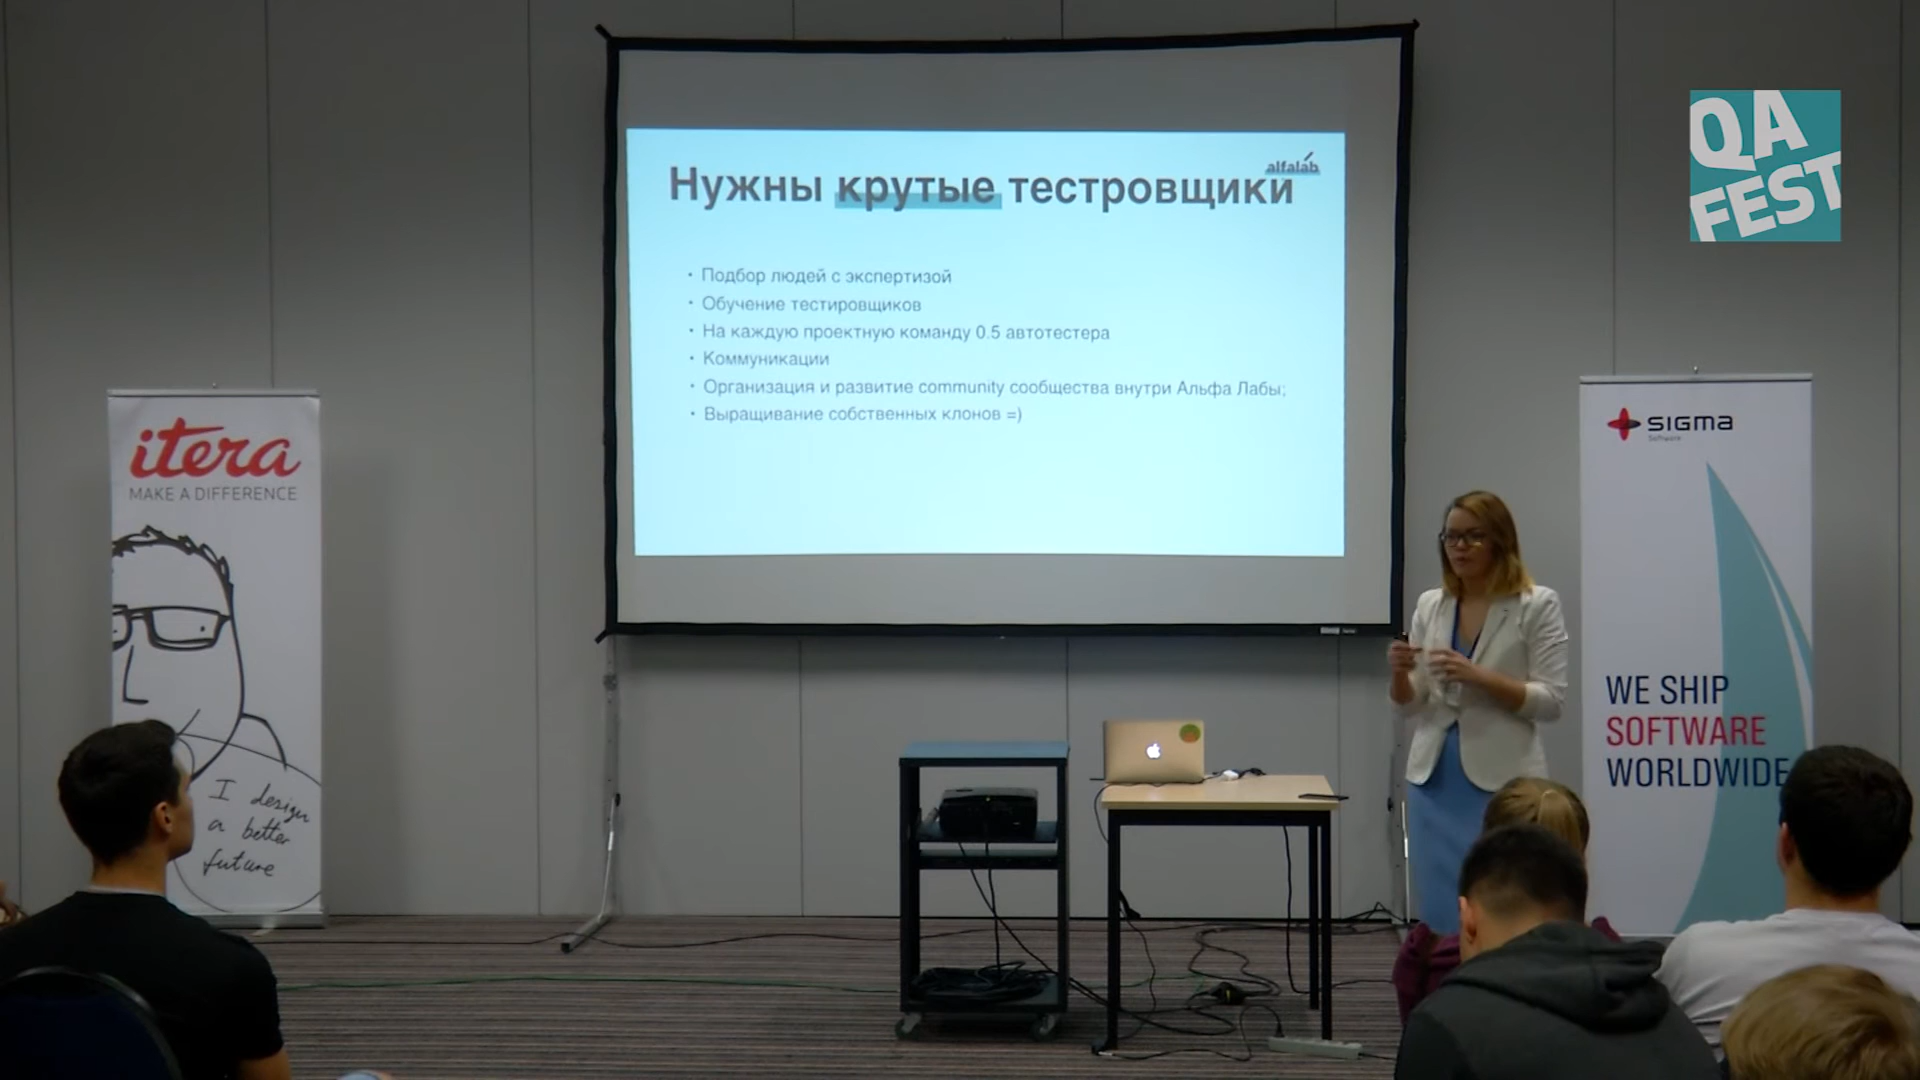 QA
FEST
alfalab
Нужны крутые тестровщики
• Подбор людей с экспертизой
• Обучение тестировщиков
• На каждую проектную команду 0.5 автотестера
• Коммуникации
• Организация и развитие community сообщества внутри Альфа Лабы;
• Выращивание собственных клонов =)
itera
MAKE A DIFFERENCE
I design
a better
future
SIGMA
Software
WE SHIP
SOFTWARE
WORLDWIDE